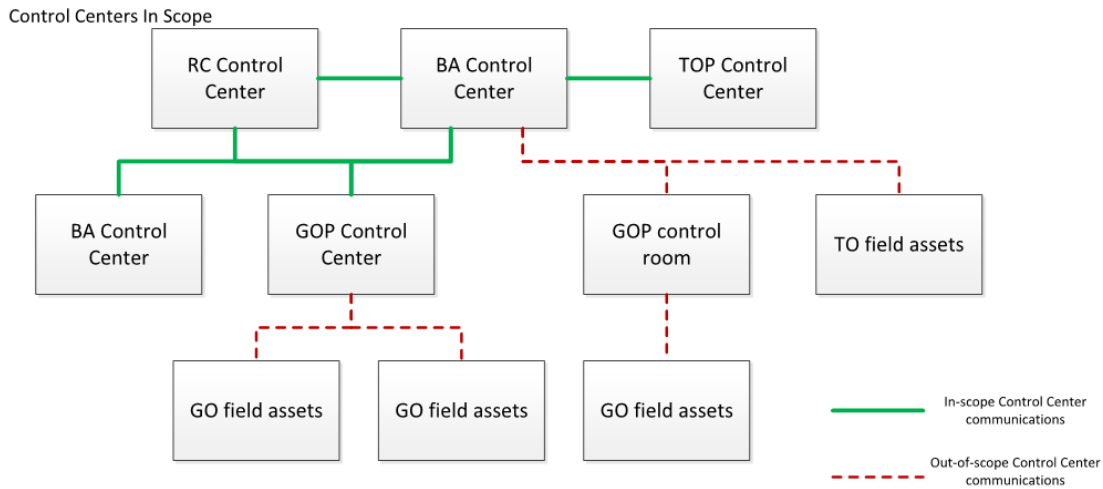 Control Centers In Scope
RC Control
Center
BA Control
Center
TOP Control
Center
BA Control
Center
GOP Control
Center
GOP control
room
TO field assets
GO field assets
GO field assets
GO field assets
In-scope Control Center
communications
Out-of-scope Control Center
communications